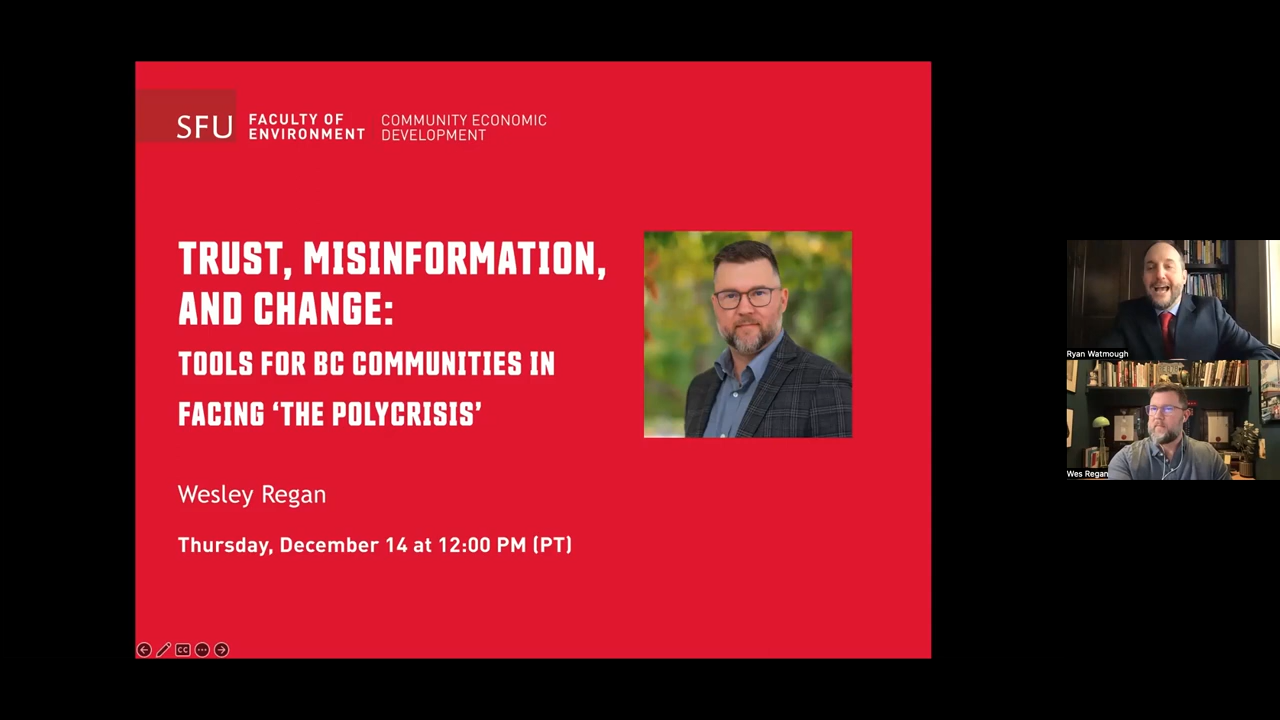 SFU
FACULTY OF
ENVIRONMENT
COMMUNITY ECONOMIC
DEVELOPMENT
TRUST, MISINFORMATION,
AND CHANGE:
TOOLS FOR BC COMMUNITIES IN
FACING ‘THE POLYCRISIS’
Wesley Regan
Thursday, December 14 at 12:00 PM (PT)
CC
Ryan Watmough
Wes Regan